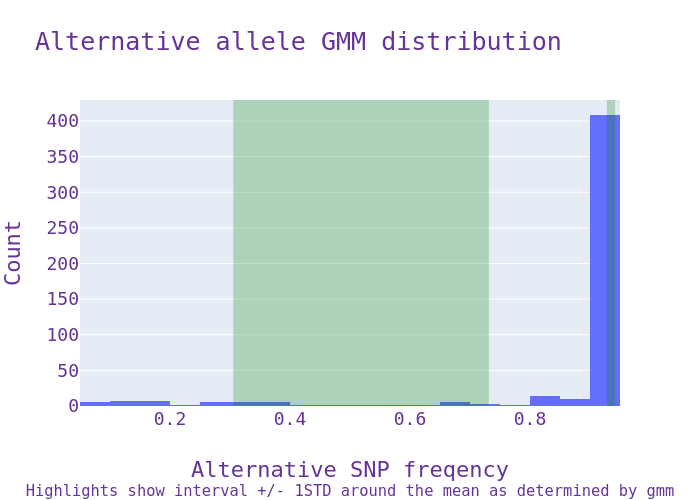 Alternative allele GMM distribution
400
350
300
250
200
150
100
50
0
Count
0.2 0.4 0.6 0.8
Alternative SNP freqency
Highlights show interval +/- 1STD around the mean as determined by gmm